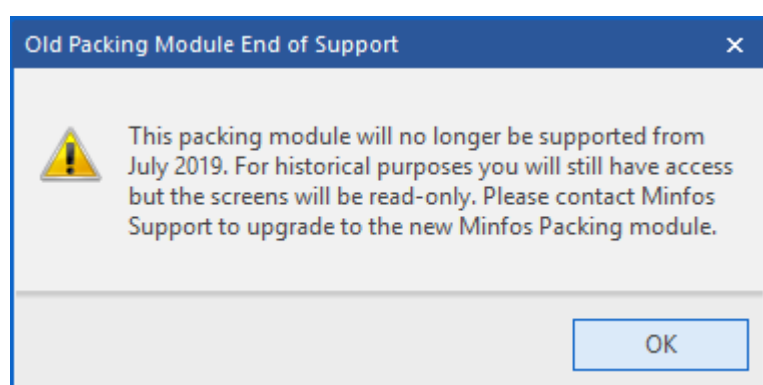 Old Packing Module End of Support
This packing module will no longer be supported from
July 2019. For historical purposes you will still have access
but the screens will be read-only. Please contact Minfos
Support to upgrade to the new Minfos Packing module.
OK